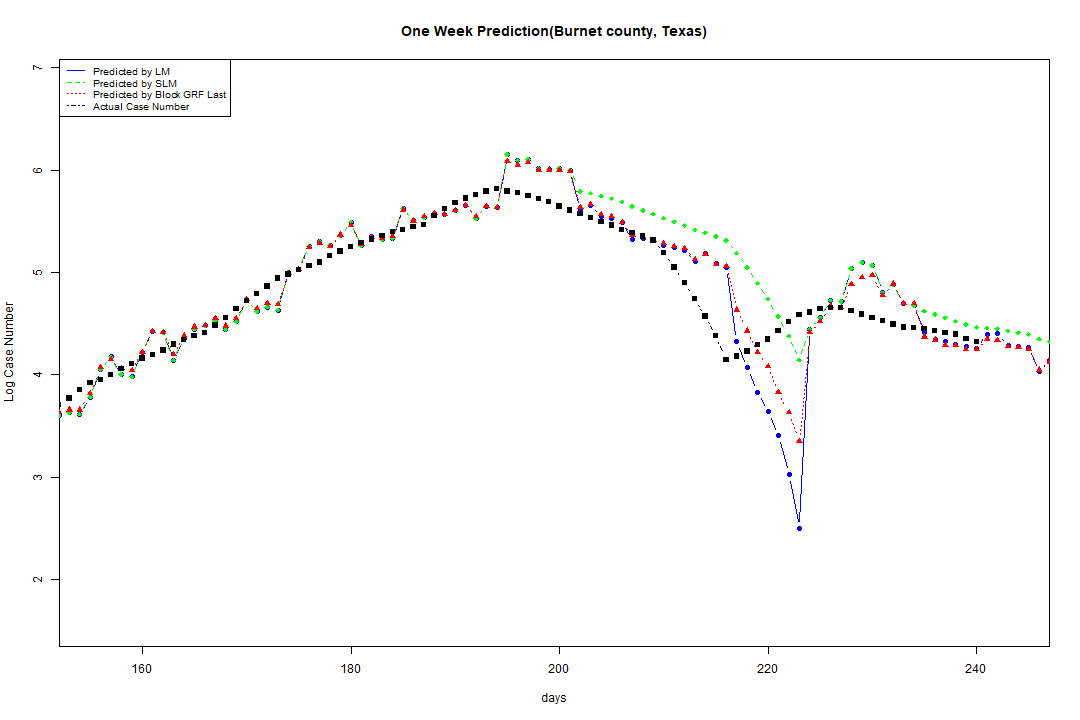 One Week Prediction(Burnet county, Texas)
Predicted by LM
Predicted by SLM
Predicted by Block GRF Last
Actual Case Number
7
6
5
4
3
2
Log Case Number
160 180 200 220 240
days